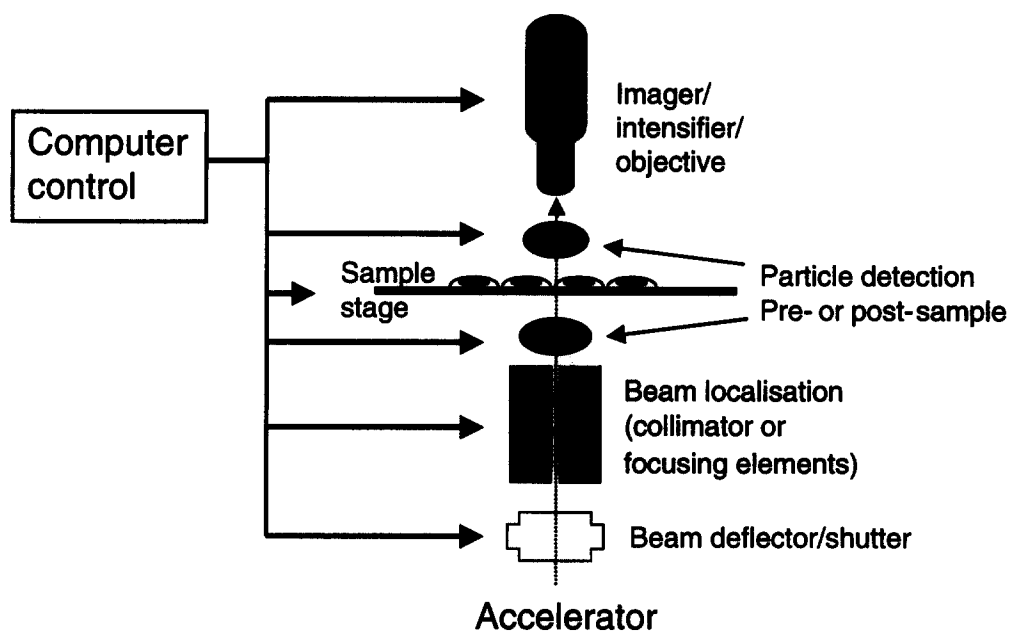 Computer
control
Imager/
intensifier/
objective
Sample
stage
Particle detection
Pre- or post-sample
Beam localisation
(collimator or
focusing elements)
Beam deflector/shutter
Accelerator